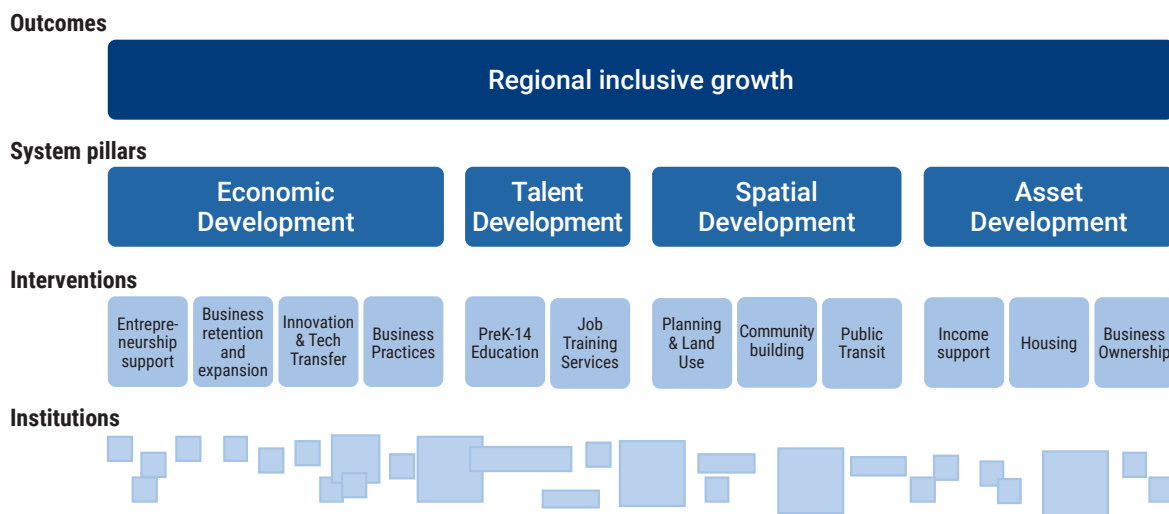 Outcomes
Regional inclusive growth
System pillars
Economic
Development
Talent
Development
Spatial
Development
Asset
Development
Interventions
Entrepre-
neurship
support
Business
retention
and
expansion
Innovation
& Tech
Transfer
Business
Practices
PreK-14
Education
Job
Training
Services
Planning
& Land
Use
Community
building
Public
Transit
Income
support
Housing
Business
Ownership
Institutions